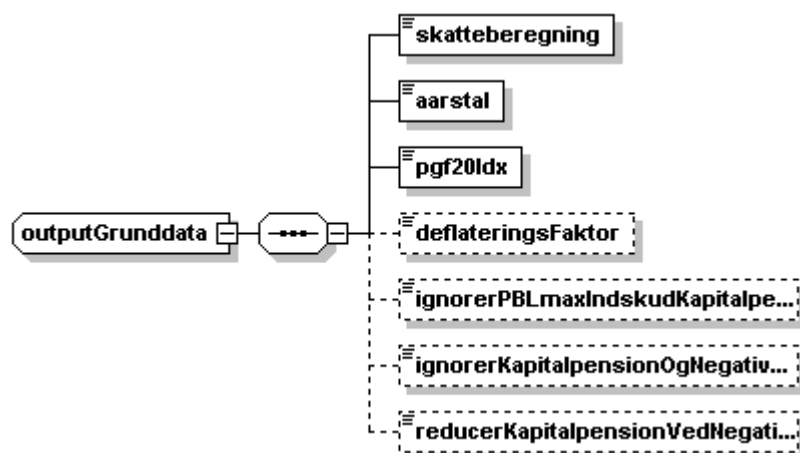 skatteberegning
aarstal
pgf20Idx
outputGrunddata
deflateringsFaktor
ignorerPBLmaxIndskudKapitalpe...
ignorerKapitalpensionOgNegativ...
reducerKapitalpensionVedNegati...